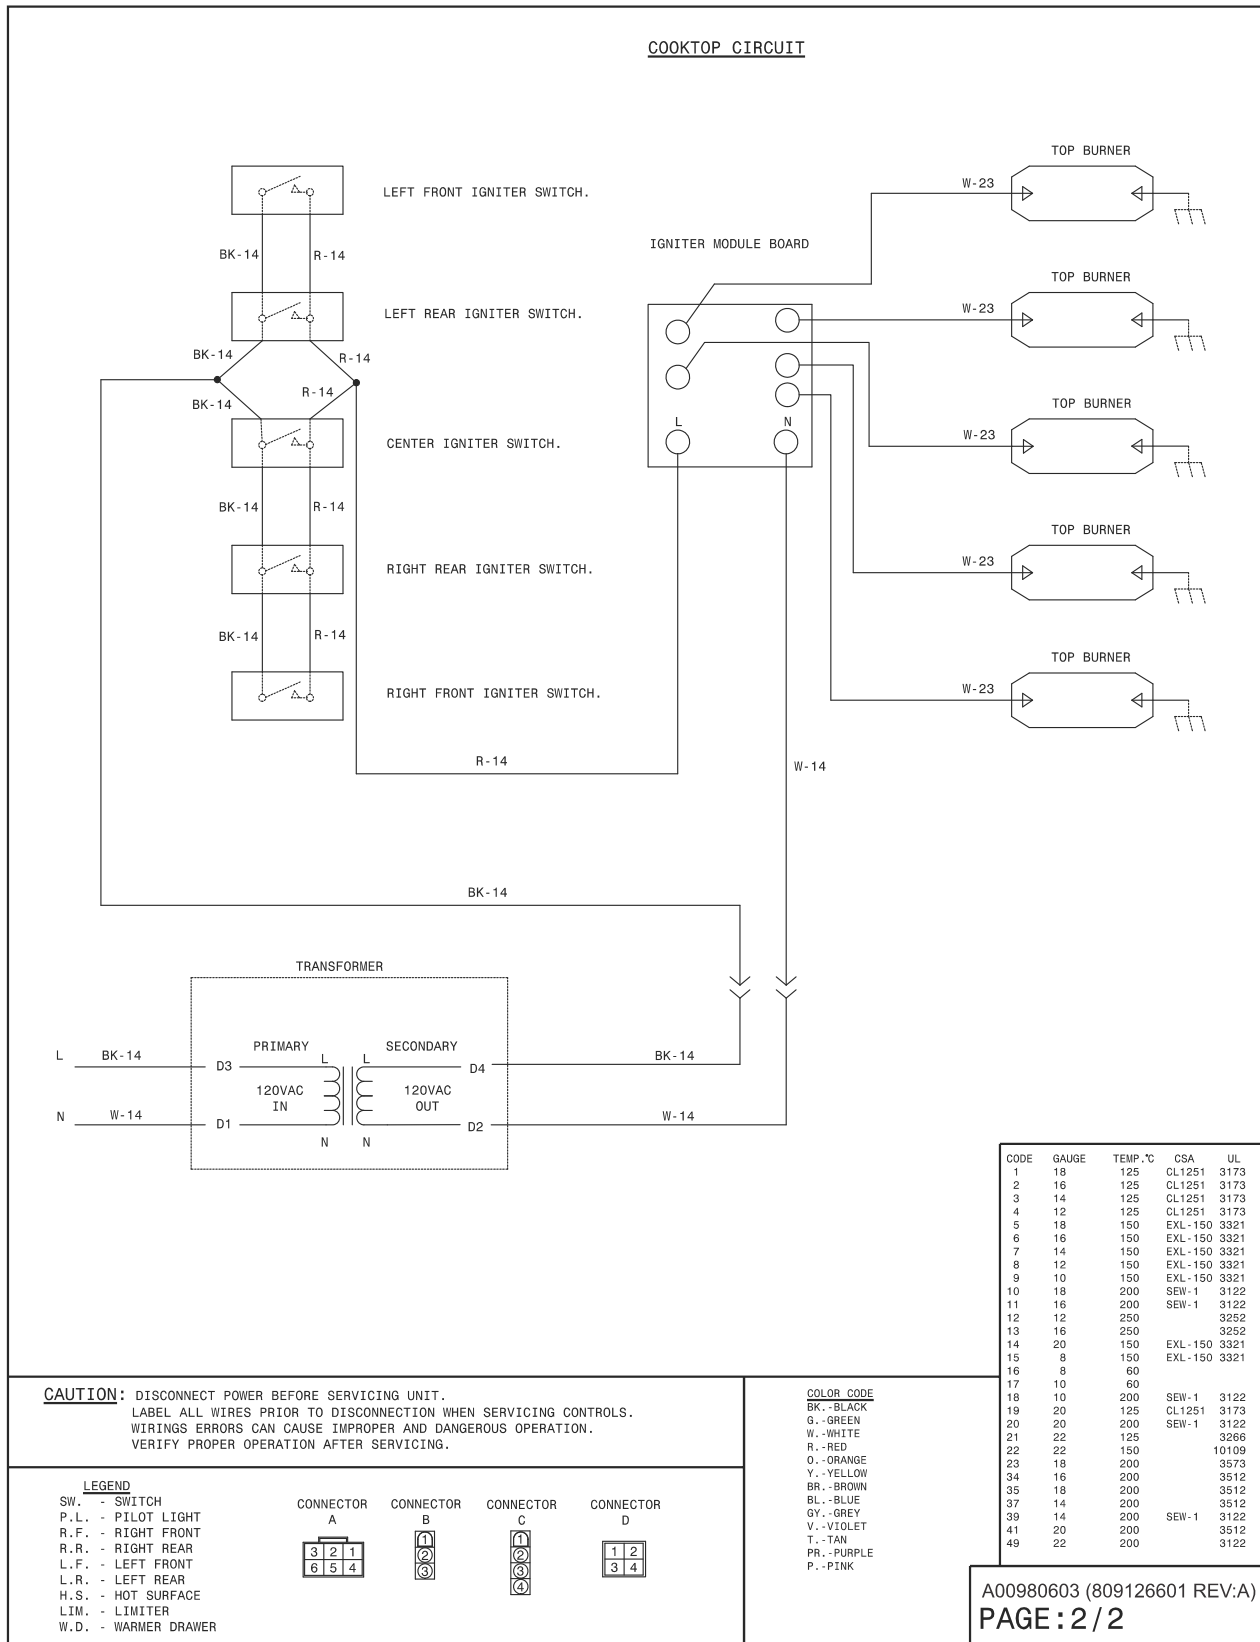 COOKTOP CIRCUIT
TOP BURNER
W-23
LEFT FRONT IGNITER SWITCH.
IGNITER MODULE BOARD
BK-14
R-14
TOP BURNER
LEFT REAR IGNITER SWITCH.
W-23
BK-14
R-14
R-14
BK-14
TOP BURNER
L
N
W-23
CENTER IGNITER SWITCH.
BK-14
R-14
TOP BURNER
W-23
RIGHT REAR IGNITER SWITCH.
BK-14
R-14
TOP BURNER
W-23
RIGHT FRONT IGNITER SWITCH.
R-14
W-14
BK-14
TRANSFORMER
PRIMARY
SECONDARY
L
BK-14
D3
L
L
D4
BK-14
120VAC
IN
120VAC
OUT
N
W-14
D1
D2
W-14
N
N
CODE GAUGE TEMP.°C CSA UL
1 18 125 CL1251 3173
2 16 125 CL1251 3173
3 14 125 CL1251 3173
4 12 125 CL1251 3173
5 18 150 EXL-150 3321
6 16 150 EXL-150 3321
7 14 150 EXL-150 3321
8 12 150 EXL-150 3321
9 10 150 EXL-150 3321
10 18 200 SEW-1 3122
11 16 200 SEW-1 3122
12 12 250 3252
13 16 250 3252
14 20 150 EXL-150 3321
15 8 150 EXL-150 3321
16 8 60
17 10 60
18 10 200 SEW-1 3122
19 20 125 CL1251 3173
20 20 200 SEW-1 3122
21 22 125 3266
22 22 150 10109
23 18 200 3573
34 16 200 3512
35 18 200 3512
37 14 200 3512
39 14 200 SEW-1 3122
41 20 200 3512
49 22 200 3122
CAUTION: DISCONNECT POWER BEFORE SERVICING UNIT.
LABEL ALL WIRES PRIOR TO DISCONNECTION WHEN SERVICING CONTROLS.
WIRINGS ERRORS CAN CAUSE IMPROPER AND DANGEROUS OPERATION.
VERIFY PROPER OPERATION AFTER SERVICING.
COLOR CODE
BK.-BLACK
G.-GREEN
W.-WHITE
R.-RED
O.-ORANGE
Y.-YELLOW
BR.-BROWN
BL.-BLUE
GY.-GREY
V.-VIOLET
T.-TAN
PR.-PURPLE
P.-PINK
LEGEND
SW. - SWITCH
P.L. - PILOT LIGHT
R.F. - RIGHT FRONT
R.R. - RIGHT REAR
L.F. - LEFT FRONT
L.R. - LEFT REAR
H.S. - HOT SURFACE
LIM. - LIMITER
W.D. - WARMER DRAWER
CONNECTOR
A
3 2 1
6 5 4
CONNECTOR
B
1
2
3
CONNECTOR
C
1
2
3
4
CONNECTOR
D
1 2
3 4
A00980603 (809126601 REV:A)
PAGE:2/2